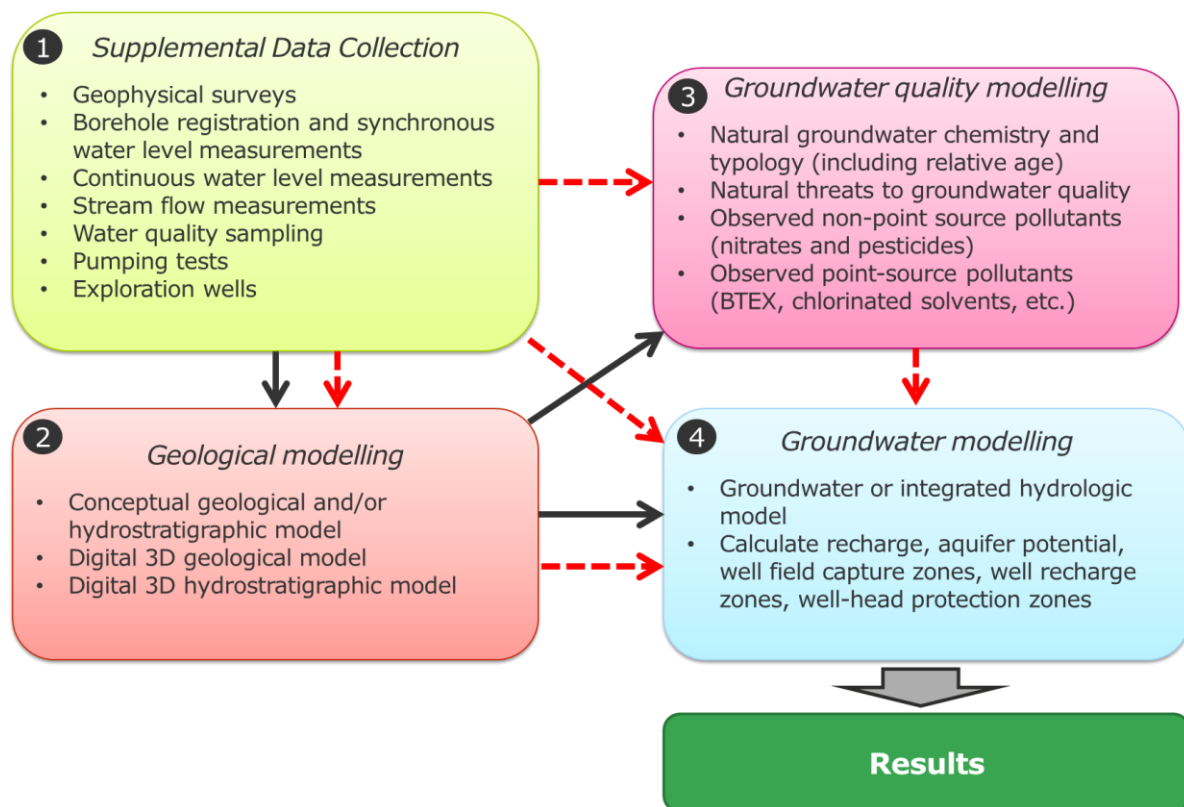 1 Supplemental Data Collection
• Geophysical surveys
• Borehole registration and synchronous
water level measurements
• Continuous water level measurements
• Stream flow measurements
• Water quality sampling
• Pumping tests
• Exploration wells
2
Geological modelling
• Conceptual geological and/or
hydrostratigraphic model
• Digital 3D geological model
• Digital 3D hydrostratigraphic model
3 Groundwater quality modelling
• Natural groundwater chemistry and
typology (including relative age)
• Natural threats to groundwater quality
• Observed non-point source pollutants
(nitrates and pesticides)
• Observed point-source pollutants
(BTEX, chlorinated solvents, etc.)
4 Groundwater modelling
• Groundwater or integrated hydrologic
model
• Calculate recharge, aquifer potential,
well field capture zones, well recharge
zones, well-head protection zones
Results